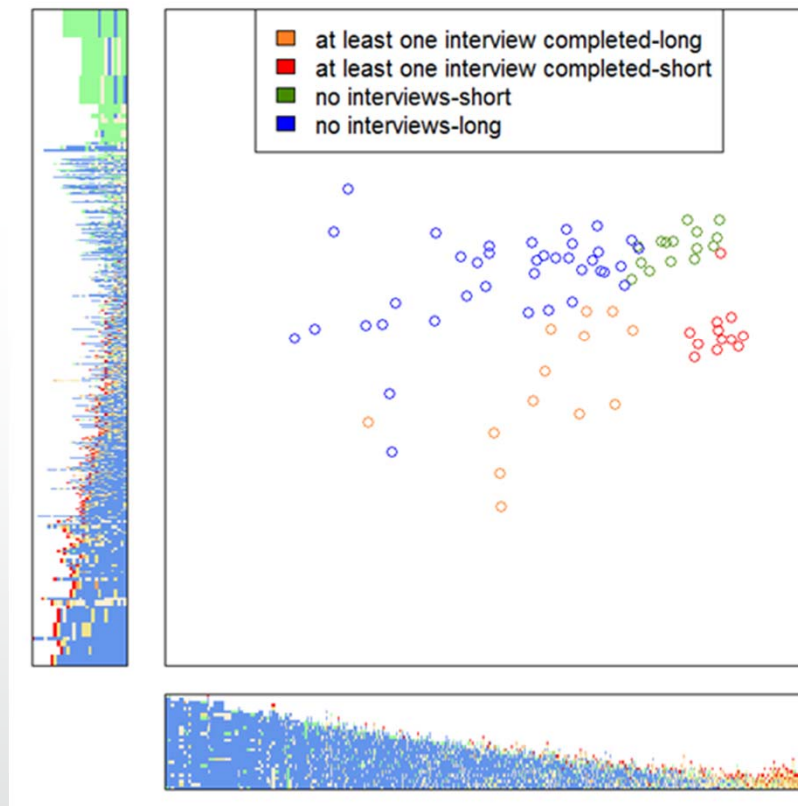 at least one interview completed-long
at least one interview completed-short
no interviews-short
no interviews-long